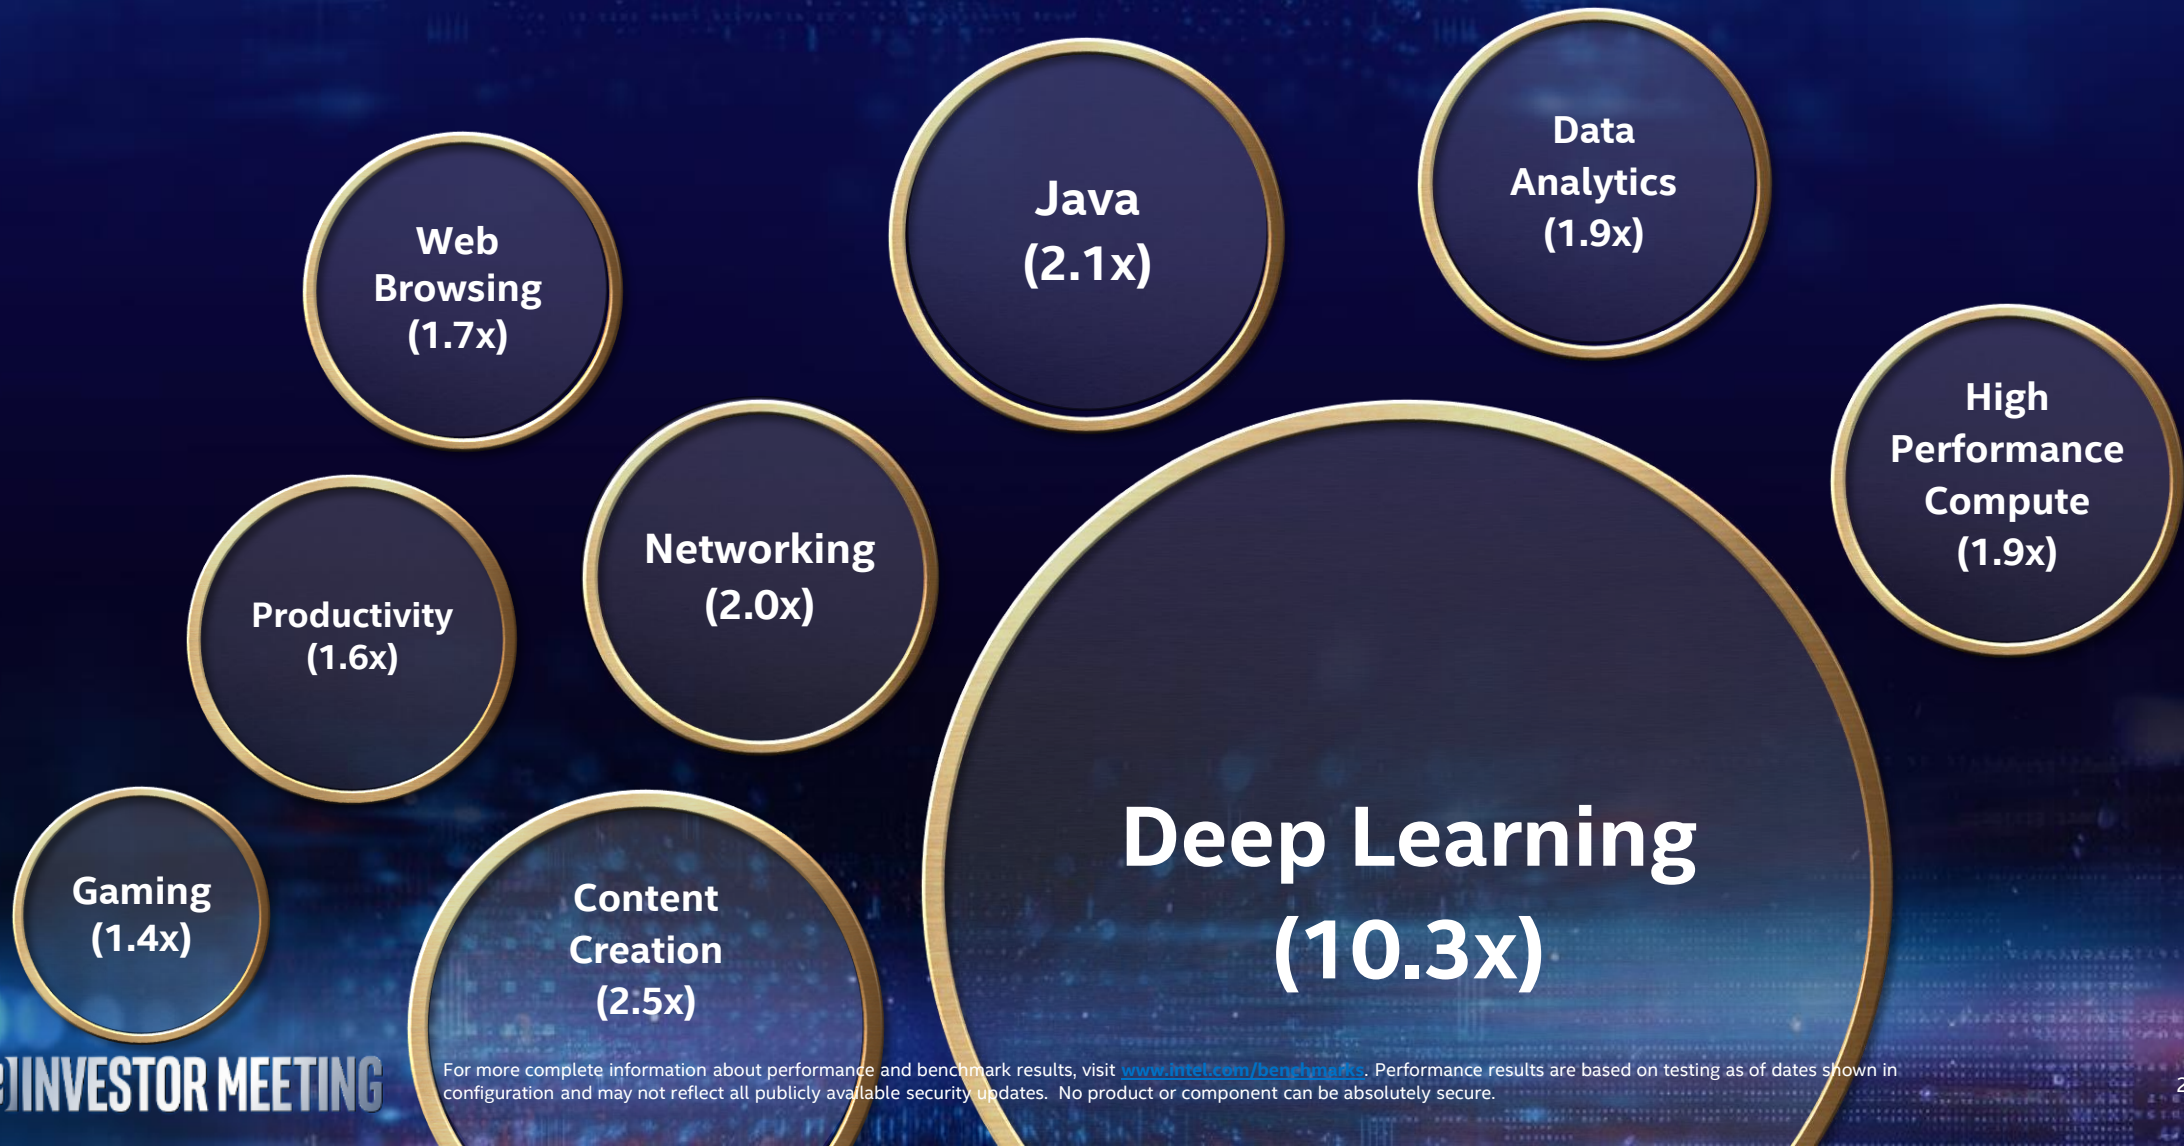 Data
Analytics
(1.9x)
Java
(2.1x)
Web
Browsing
(1.7x)
High
Performance
Compute
(1.9x)
Networking
(2.0x)
Productivity
(1.6x)
Deep Learning
(10.3x)
Gaming
(1.4x)
Content
Creation
(2.5x)
INVESTOR MEETING
For more complete information about performance and benchmark results, visit www.intel.com/benchmarks. Performance results are based on testing as of dates shown in
configuration and may not reflect all publicly available security updates. No product or component can be absolutely secure.
2